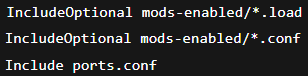 IncludeOptional mods-enabled/*.load
IncludeOptional mods-enabled/*.conf
Include ports.conf